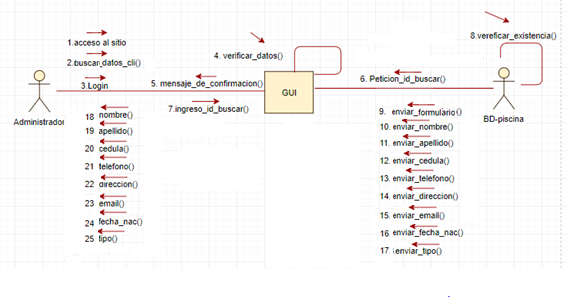 1.acceso al sitio
2.buscar_datos_cli()
3.Login
Administrador
4. verificar_datos()
5. mensaje_de_confirmacion()
7.ingreso_id_buscar()
GUI
6. Peticion_id_buscar()
8.vereficar_existencia()
BD-piscina
18 nombre()
19 apellido()
20 cedula()
21 telefono()
22 direccion()
23 email()
24 fecha_nac()
25 tipo()
9. enviar_formulario()
10. enviar_nombre()
11. enviar_apellido()
12. enviar_cedula()
13. enviar_telefono()
14. enviar_direccion()
15. enviar_email()
16. enviar_fecha_nac()
17. enviar_tipo()